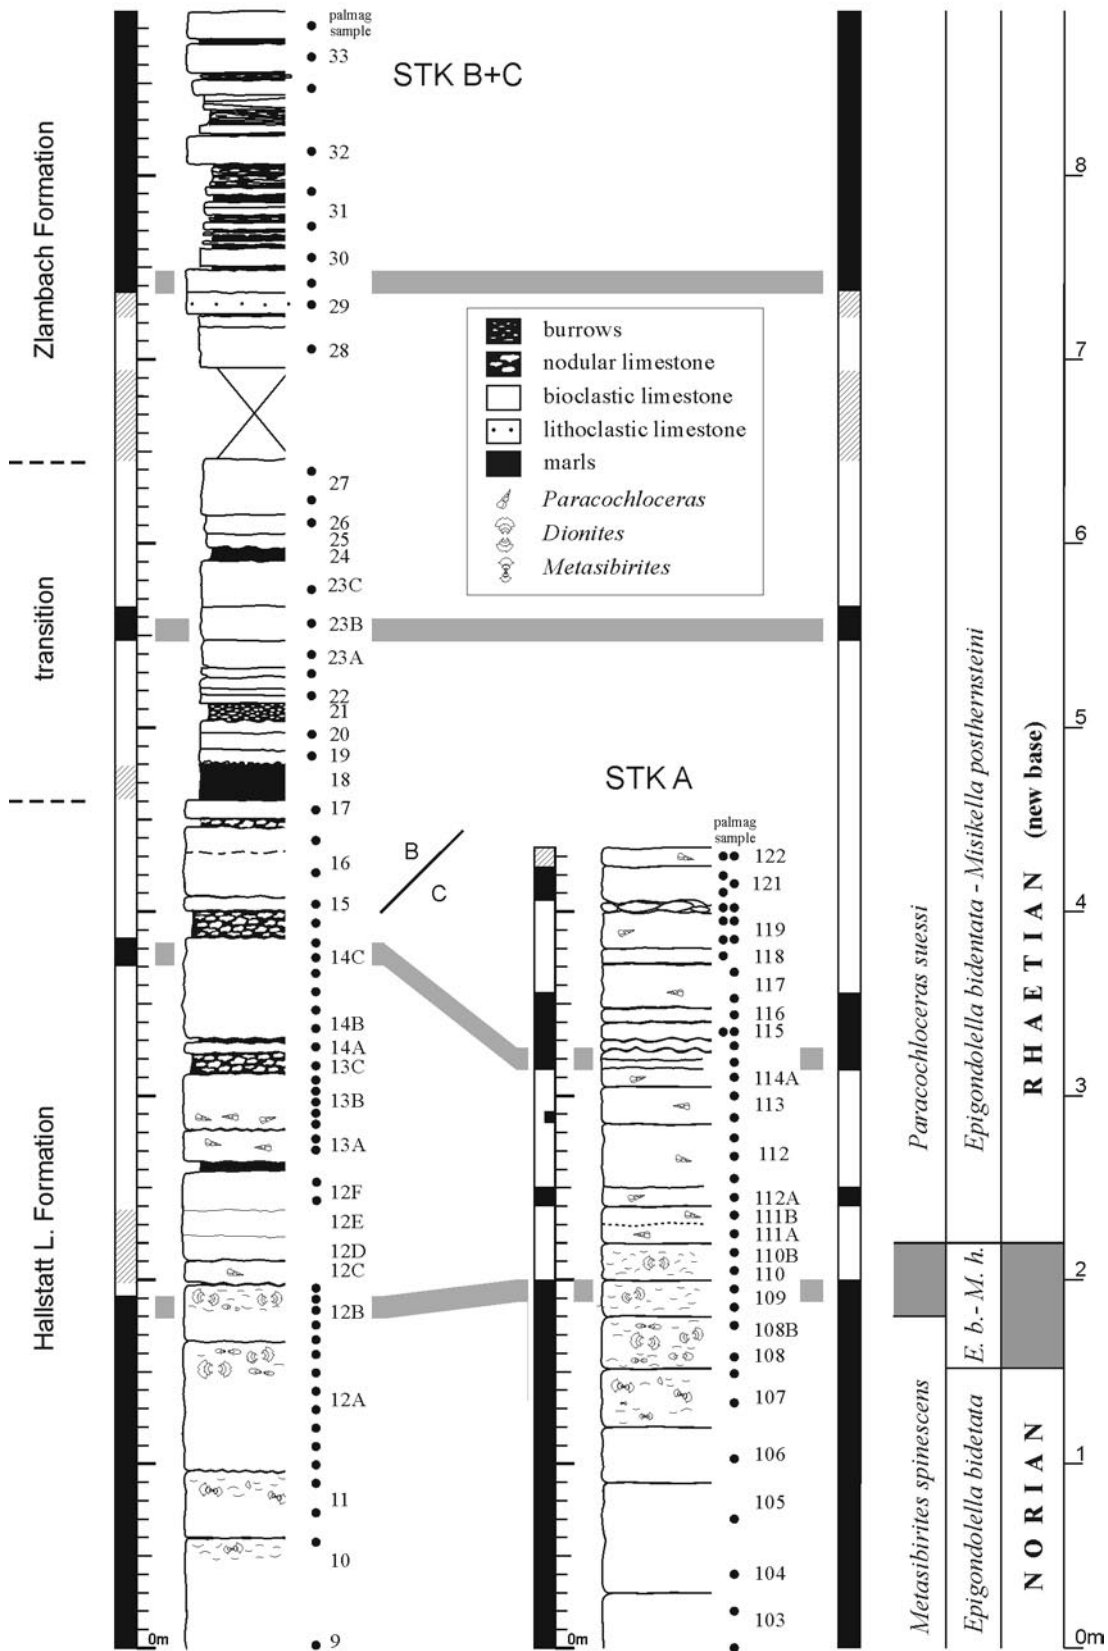 Zlambach Formation
transition
Hallstatt L. Formation
palmag
sample
33
32
31
30
29
28
27
26
25
24
23C
23B
23A
22
21
20
19
18
17
16
15
14C
14B
14A
13C
13B
13A
12F
12E
12D
12C
12B
12A
11
10
9
0m
STK B+C
burrows
nodular limestone
bioclastic limestone
lithoclastic limestone
marls
Paracochloceras
Dionites
Metasibirites
B
C
STK A
palmag
sample
122
121
119
118
117
116
115
114A
113
112
112A
111B
111A
110B
110
109
108B
108
107
106
105
104
103
0m
Paracochloceras suessi
Metasibirites spinescens
Epigondolella bidentata - Misikella posthernsteini
E. b.- M. h.
Epigondolella bidetata
RHAETIAN (new base)
NORIAN
8
7
6
5
4
3
2
1
0m